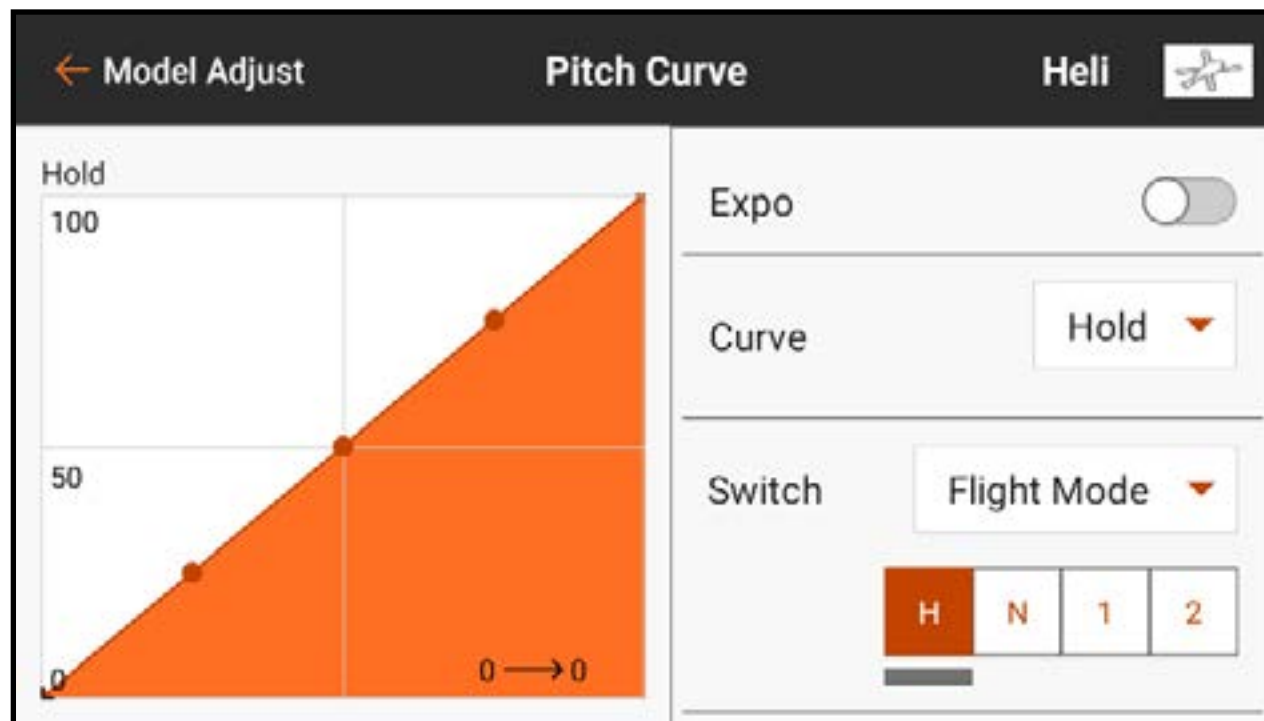 Model Adjust
Pitch Curve
Heli
Hold
100
50
0
0 → 0
Expo
Curve
Hold
Switch
Flight Mode
H N 1 2